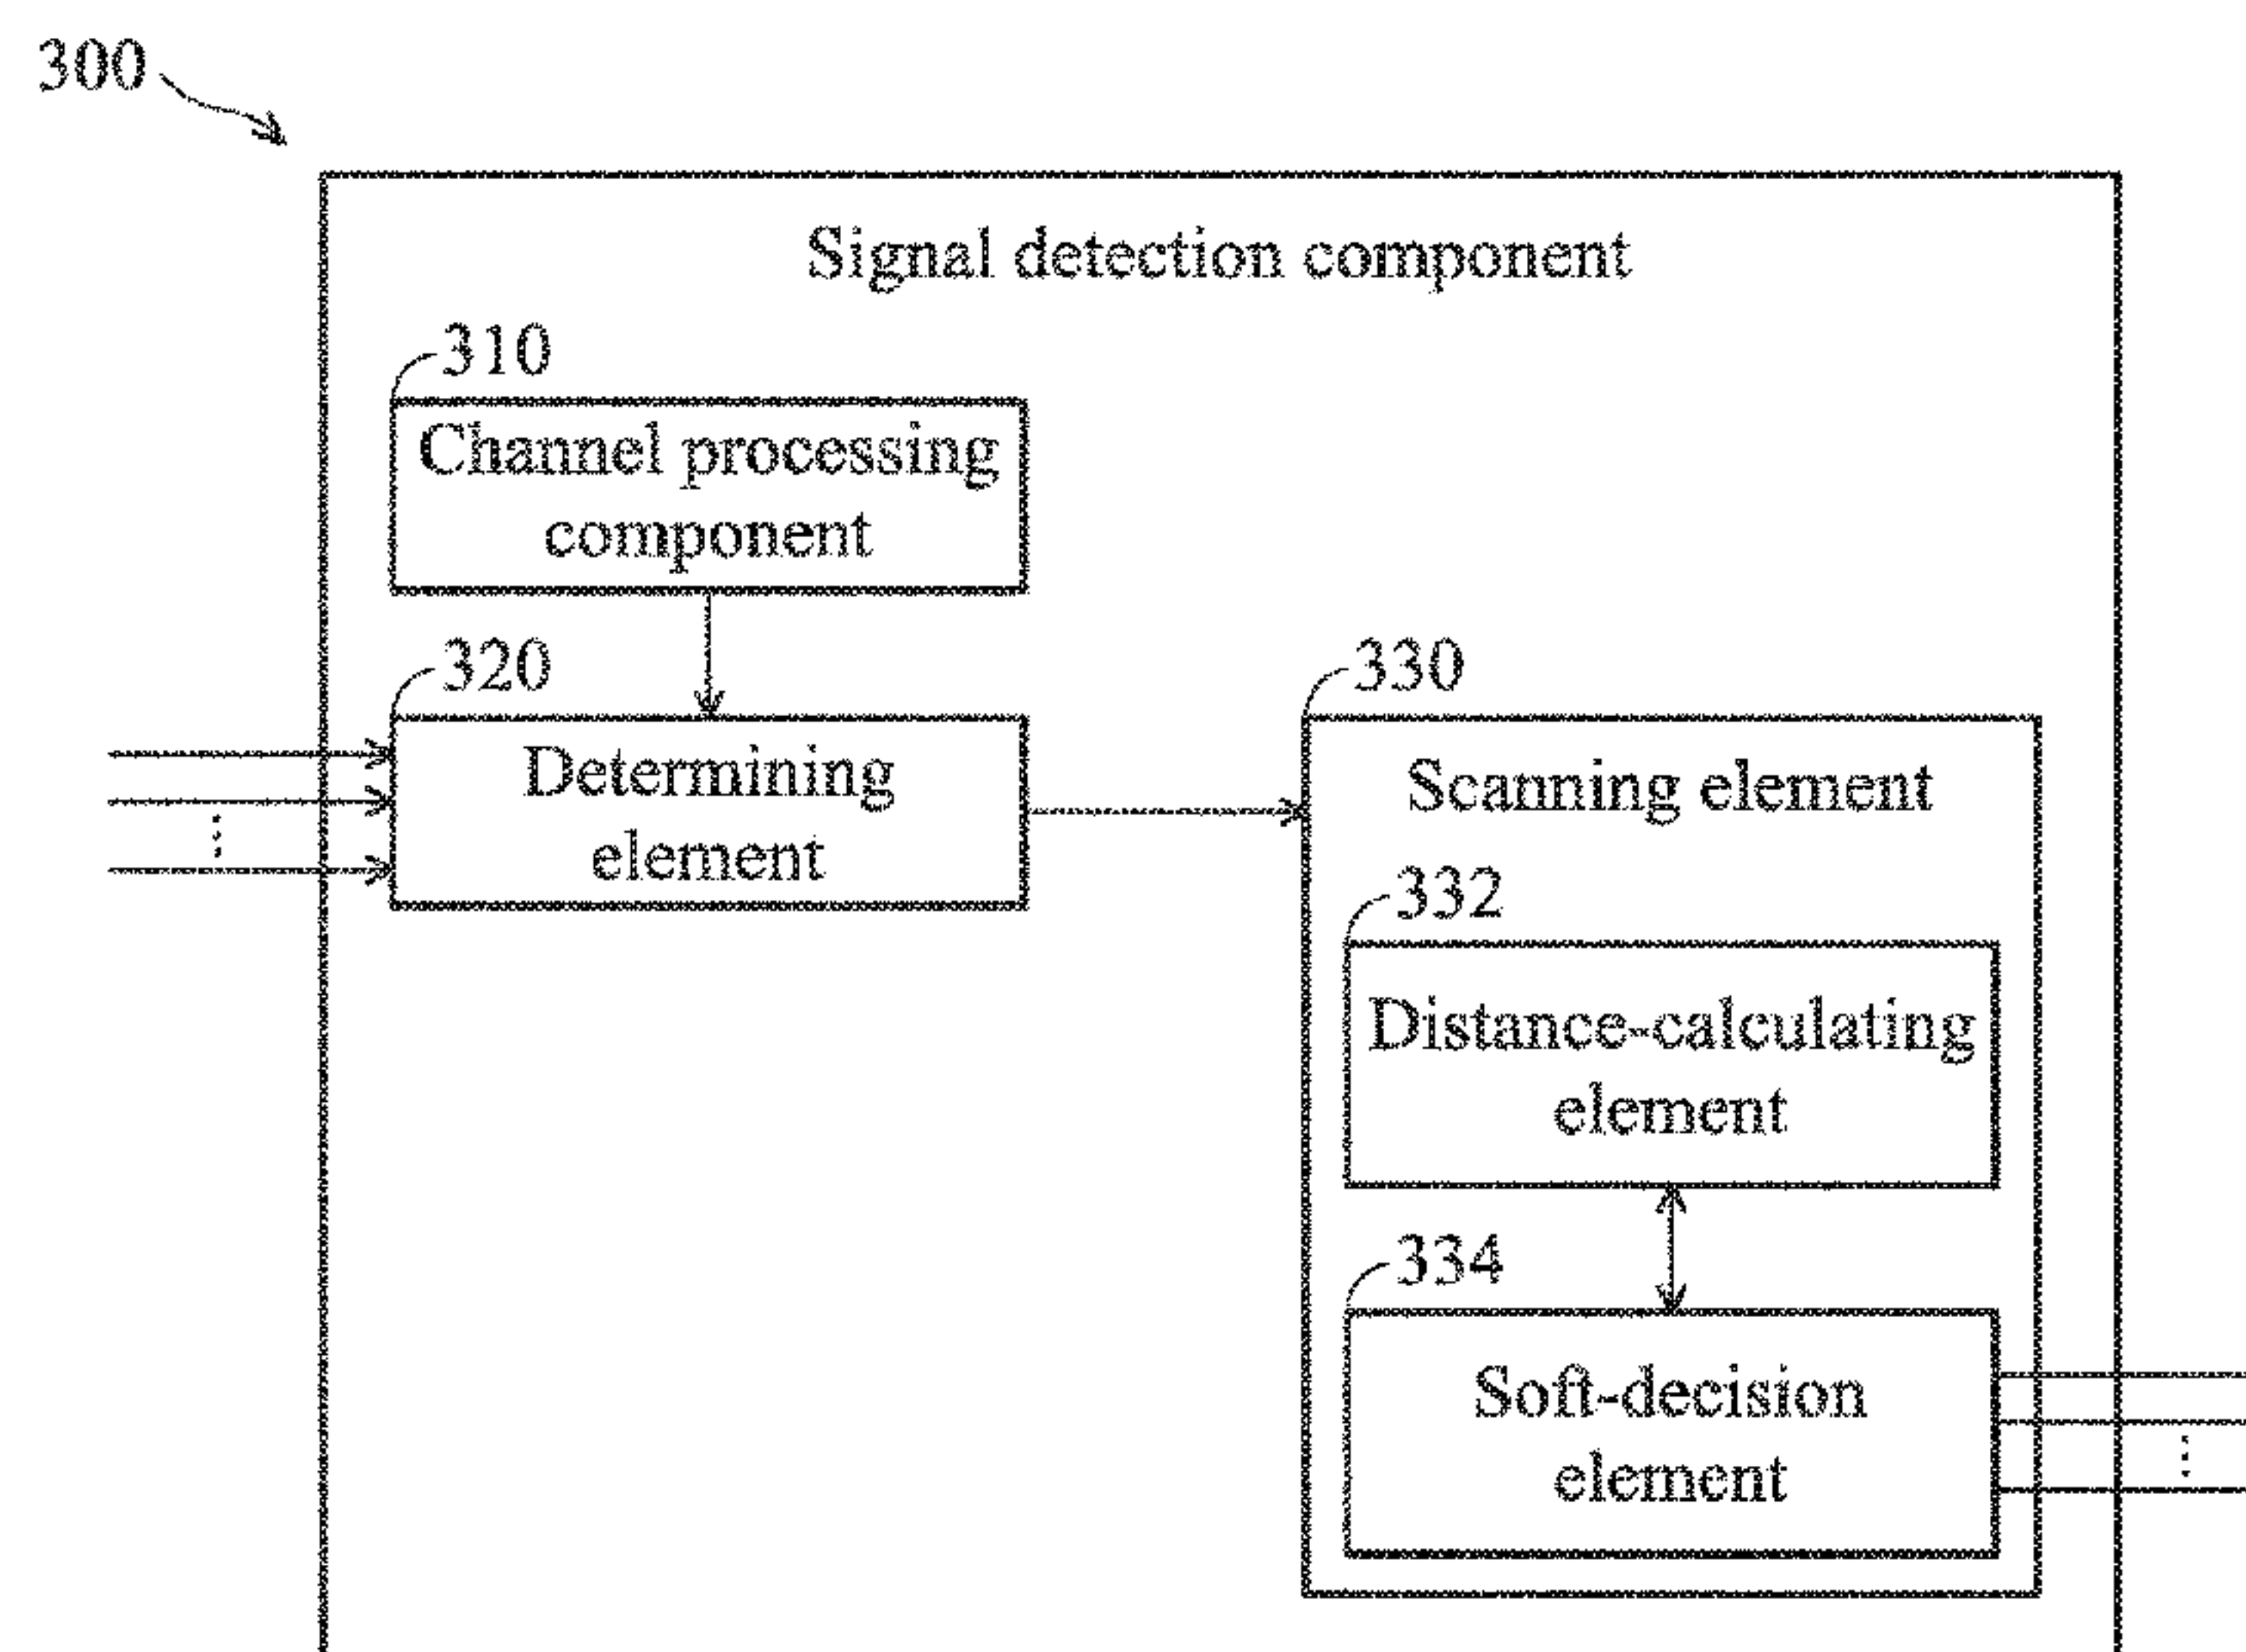 300
Signal detection component
310
Channel processing
component
320
Determining
element
330
Scanning element
332
Distance-calculating
element
334
Soft-decision
element